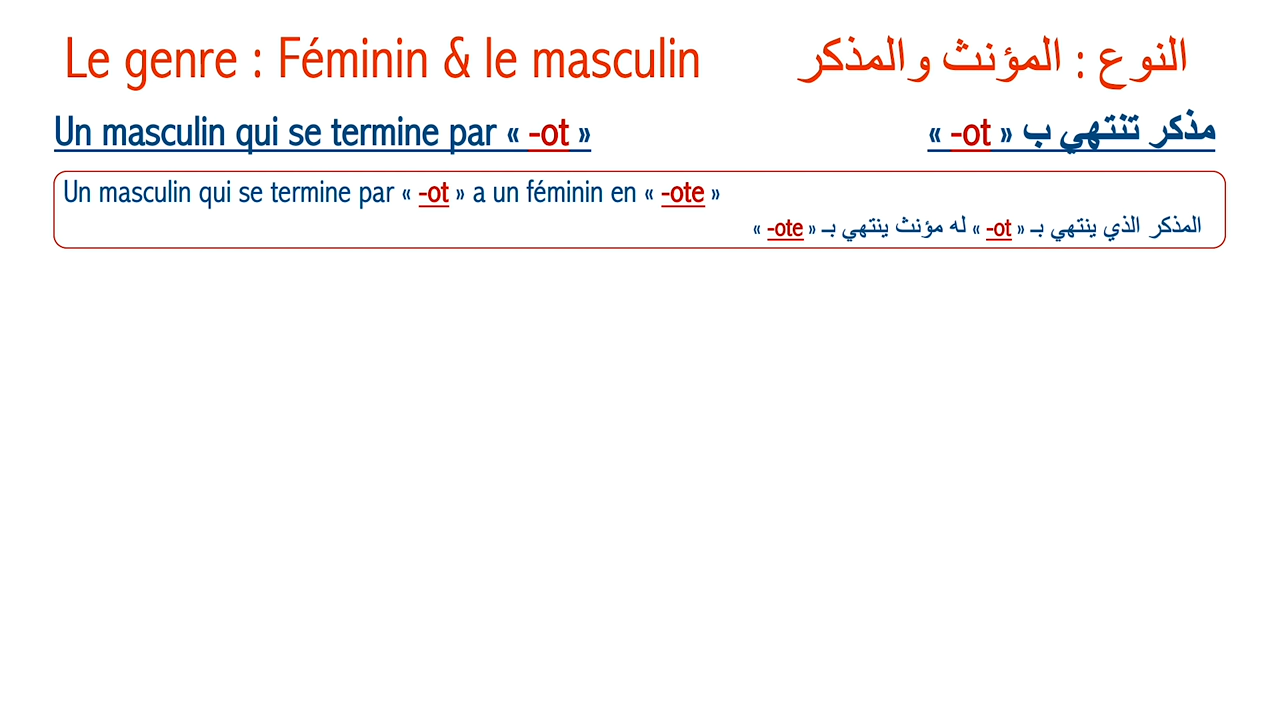 Le genre : Féminin & le masculin
النوع : المؤنث والمذكر
Un masculin qui se termine par « -ot »
مذكر تنتهي ب « -ot »
Un masculin qui se termine par « -ot » a un féminin en « -ote »
المذكر الذي ينتهي بـ « -ot » له مؤنث ينتهي بـ « -ote »